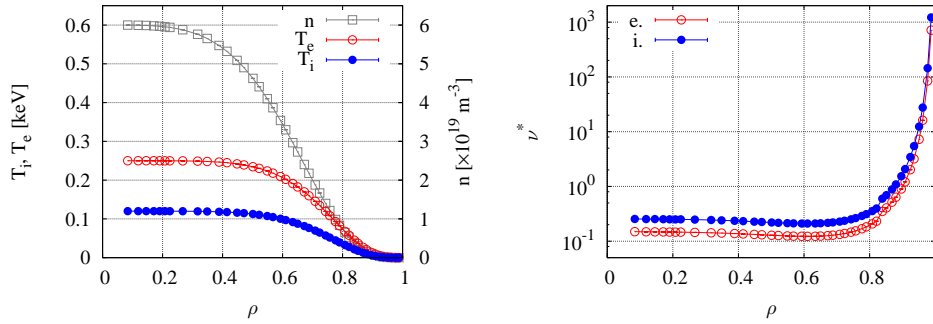 n
T_e
T_i
0.6
0.5
0.4
0.3
0.2
0.1
0
6
5
4
3
2
1
0
T_i, T_e [keV]
n [×10^19 m^-3]
0 0.2 0.4 0.6 0.8 1
ρ
e.
i.
10^3
10^2
10^1
10^0
10^-1
ν*
0 0.2 0.4 0.6 0.8
ρ